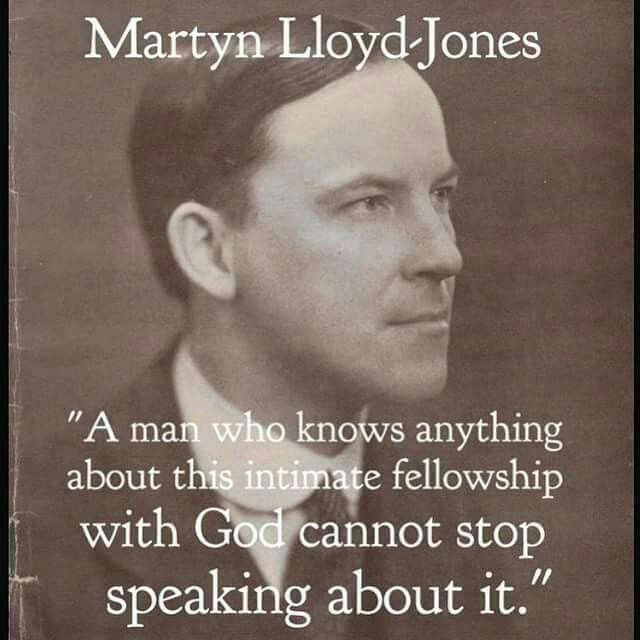 Martyn Lloyd-Jones
"A man who knows anything
about this intimate fellowship
with God cannot stop
speaking about it."